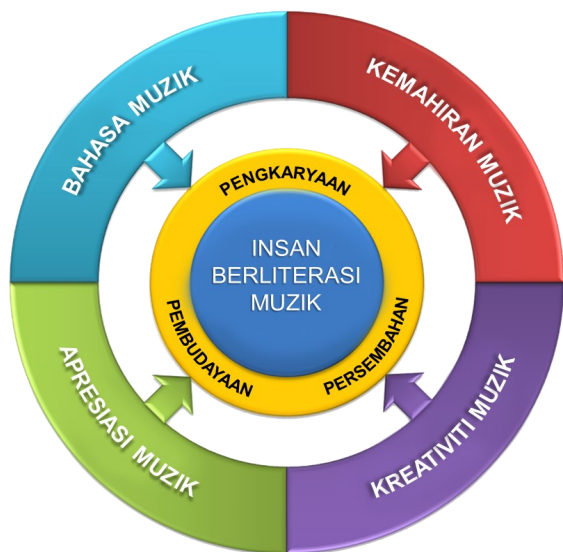 BAHASA MUZIK
KEMAHIRAN MUZIK
PENGKARYAAN
INSAN
BERLITERASI
MUZIK
PEMBUDAYAAN
PERSEMBAHAN
APRESIASI MUZIK
KREATIVITI MUZIK